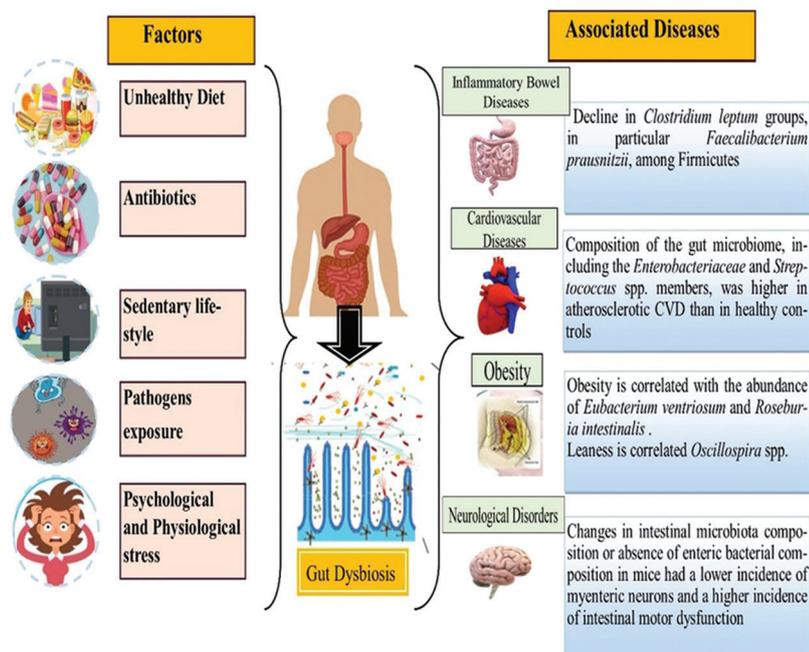 Factors
Unhealthy Diet
Antibiotics
Sedentary life-
style
Pathogens
exposure
Psychological
and Physiological
stress
Gut Dysbiosis
Associated Diseases
Inflammatory Bowel
Diseases
Decline in Clostridium leptum groups,
in particular Faecalibacterium
prausnitzii, among Firmicutes
Cardiovascular
Diseases
Composition of the gut microbiome, in-
cluding the Enterobacteriaceae and Strep-
tococcus spp. members, was higher in
atherosclerotic CVD than in healthy con-
trols
Obesity
Obesity is correlated with the abundance
of Eubacterium ventriosum and Rosebur-
ia intestinalis .
Leaness is correlated Oscillospira spp.
Neurological Disorders
Changes in intestinal microbiota compo-
sition or absence of enteric bacterial com-
position in mice had a lower incidence of
myenteric neurons and a higher incidence
of intestinal motor dysfunction